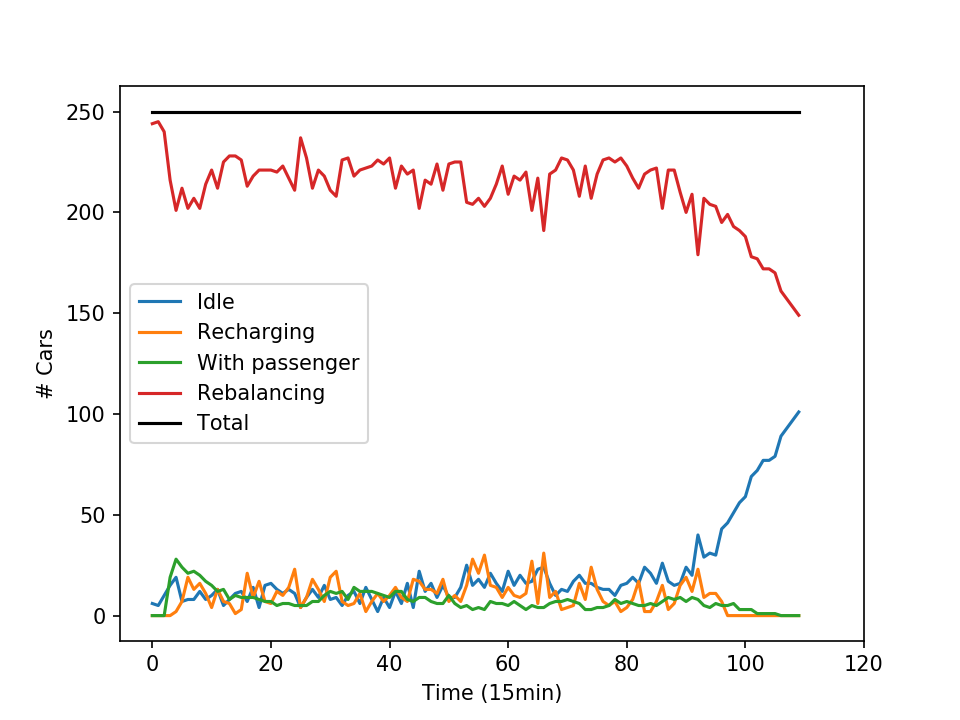 250
200
150
100
50
0
# Cars
Idle
Recharging
With passenger
Rebalancing
Total
0 20 40 60 80 100 120
Time (15min)